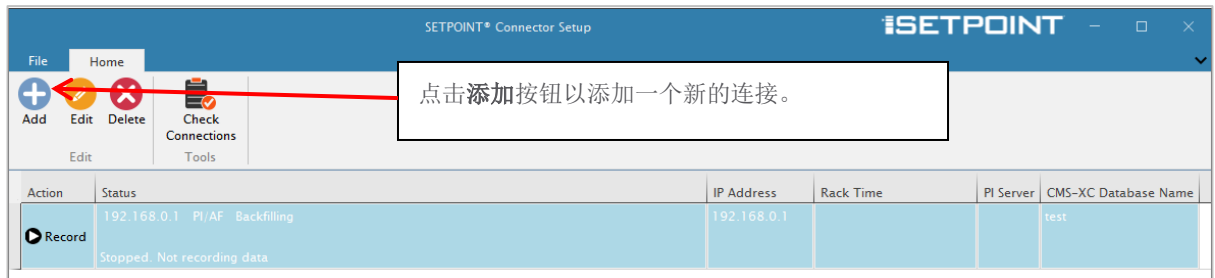 SETPOINT® Connector Setup
SETPOINT
File Home
点击添加按钮以添加一个新的连接。
Add Edit Delete Check Connections
Edit Tools
Action Status IP Address Rack Time PI Server CMS-XC Database Name
192.168.0.1 PI/AF Backfilling 192.168.0.1 test
Record
Stopped. Not recording data